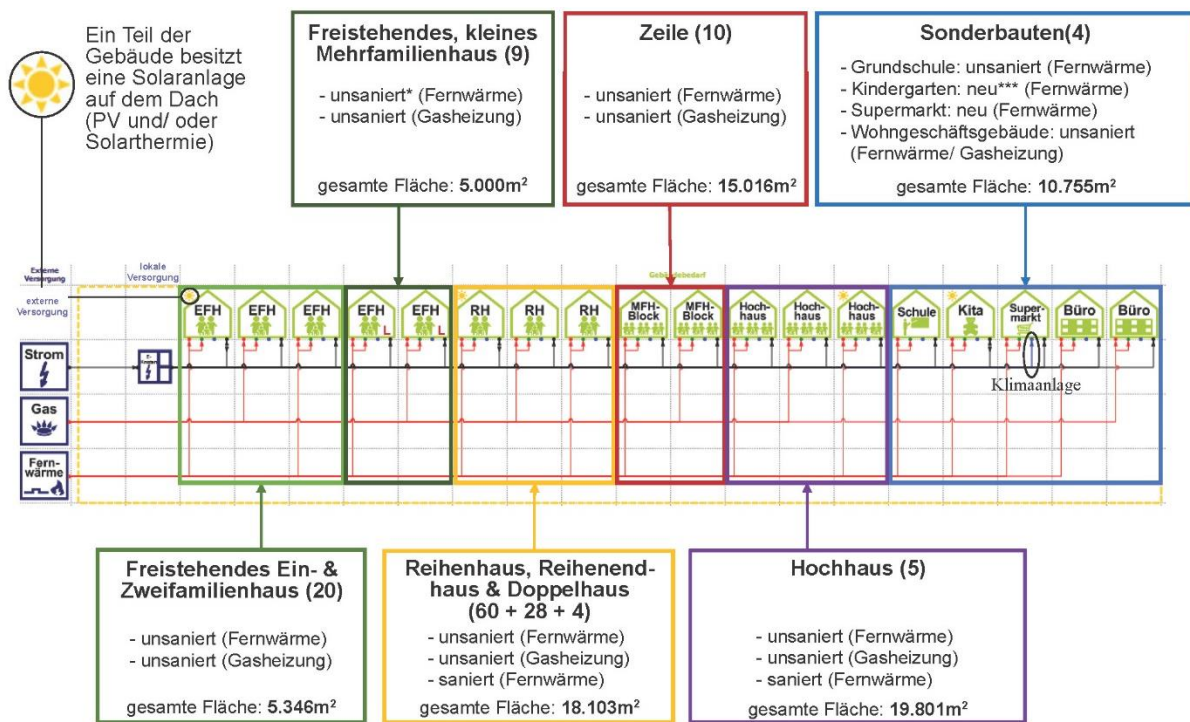 Ein Teil der
Gebäude besitzt
eine Solaranlage
auf dem Dach
(PV und/ oder
Solarthermie)
Freistehendes, kleines
Mehrfamilienhaus (9)
- unsaniert* (Fernwärme)
- unsaniert (Gasheizung)
gesamte Fläche: 5.000m²
Zeile (10)
- unsaniert (Fernwärme)
- unsaniert (Gasheizung)
gesamte Fläche: 15.016m²
Sonderbauten(4)
- Grundschule: unsaniert (Fernwärme)
- Kindergarten: neu*** (Fernwärme)
- Supermarkt: neu (Fernwärme)
- Wohngeschäftsgebäude: unsaniert
(Fernwärme/ Gasheizung)
gesamte Fläche: 10.755m²
Externe
Versorgung
lokale
Versorgung
Gebäudebedarf
externe
Versorgung
EFH
EFH
EFH
EFH
L
EFH
L
RH
RH
RH
MFH-
Block
MFH-
Block
Hoch-
haus
Hoch-
haus
Hoch-
haus
Schule
Kita
Super-
markt
Büro
Büro
Strom
Klimaanlage
Gas
Fern-
wärme
Freistehendes Ein- &
Zweifamilienhaus (20)
- unsaniert (Fernwärme)
- unsaniert (Gasheizung)
gesamte Fläche: 5.346m²
Reihenhaus, Reihenend-
haus & Doppelhaus
(60 + 28 + 4)
- unsaniert (Fernwärme)
- unsaniert (Gasheizung)
- saniert (Fernwärme)
gesamte Fläche: 18.103m²
Hochhaus (5)
- unsaniert (Fernwärme)
- unsaniert (Gasheizung)
- saniert (Fernwärme)
gesamte Fläche: 19.801m²